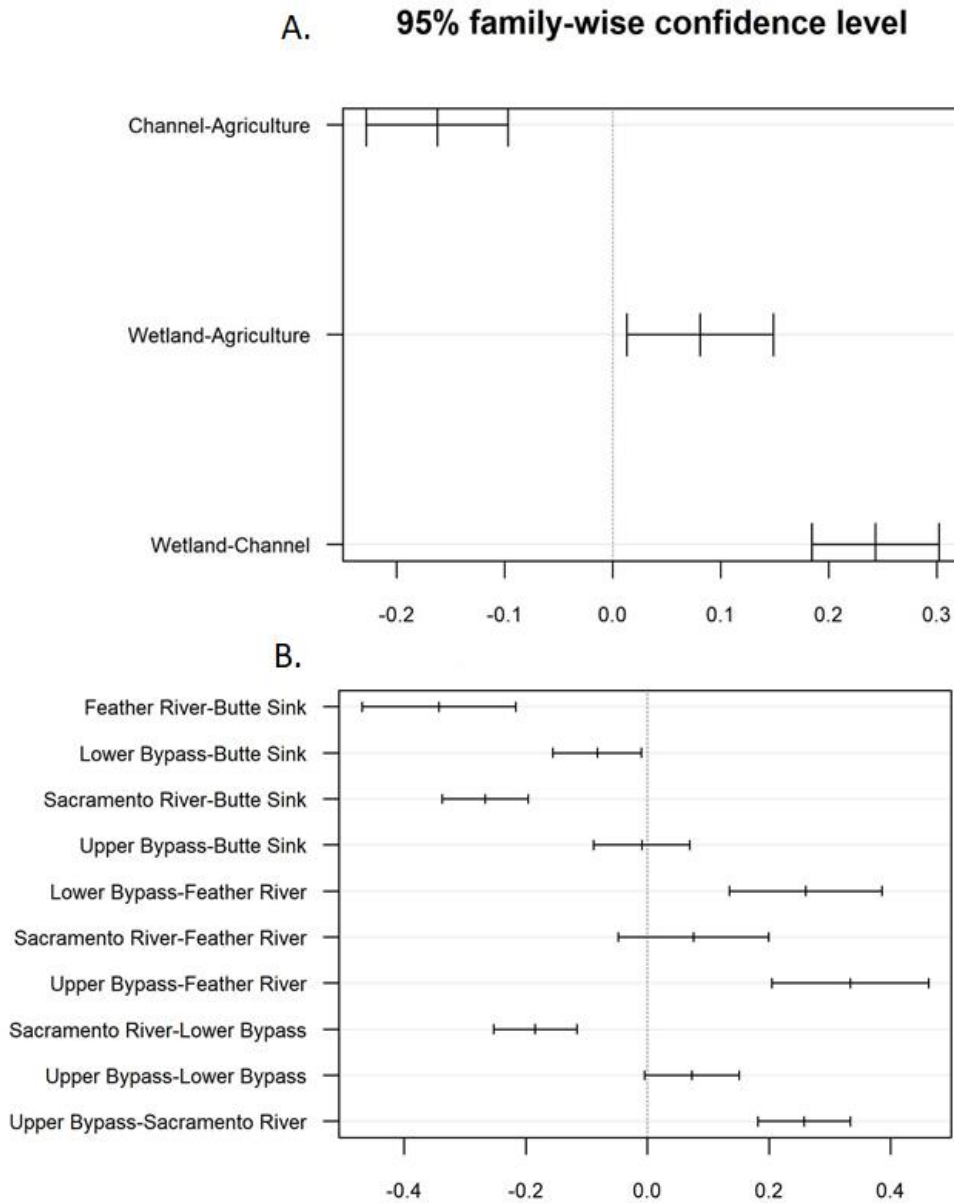 A.
95% family-wise confidence level
Channel-Agriculture
Wetland-Agriculture
Wetland-Channel
-0.2 -0.1 0.0 0.1 0.2 0.3
B.
Feather River-Butte Sink
Lower Bypass-Butte Sink
Sacramento River-Butte Sink
Upper Bypass-Butte Sink
Lower Bypass-Feather River
Sacramento River-Feather River
Upper Bypass-Feather River
Sacramento River-Lower Bypass
Upper Bypass-Lower Bypass
Upper Bypass-Sacramento River
-0.4 -0.2 0.0 0.2 0.4